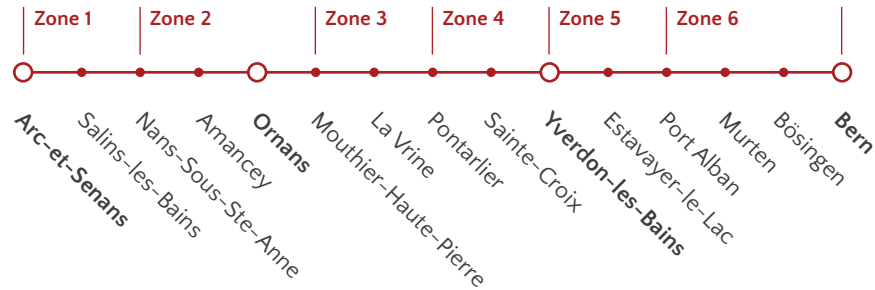 Zone 1
Zone 2
Zone 3
Zone 4
Zone 5
Zone 6
Arc-et-Senans
Salins-les-Bains
Nans-Sous-Ste-Anne
Amancey
Ornans
Mouthier-Haute-Pierre
La Vrine
Pontarlier
Sainte-Croix
Yverdon-les-Bains
Estavayer-le-Lac
Port Alban
Murten
Bösingen
Bern